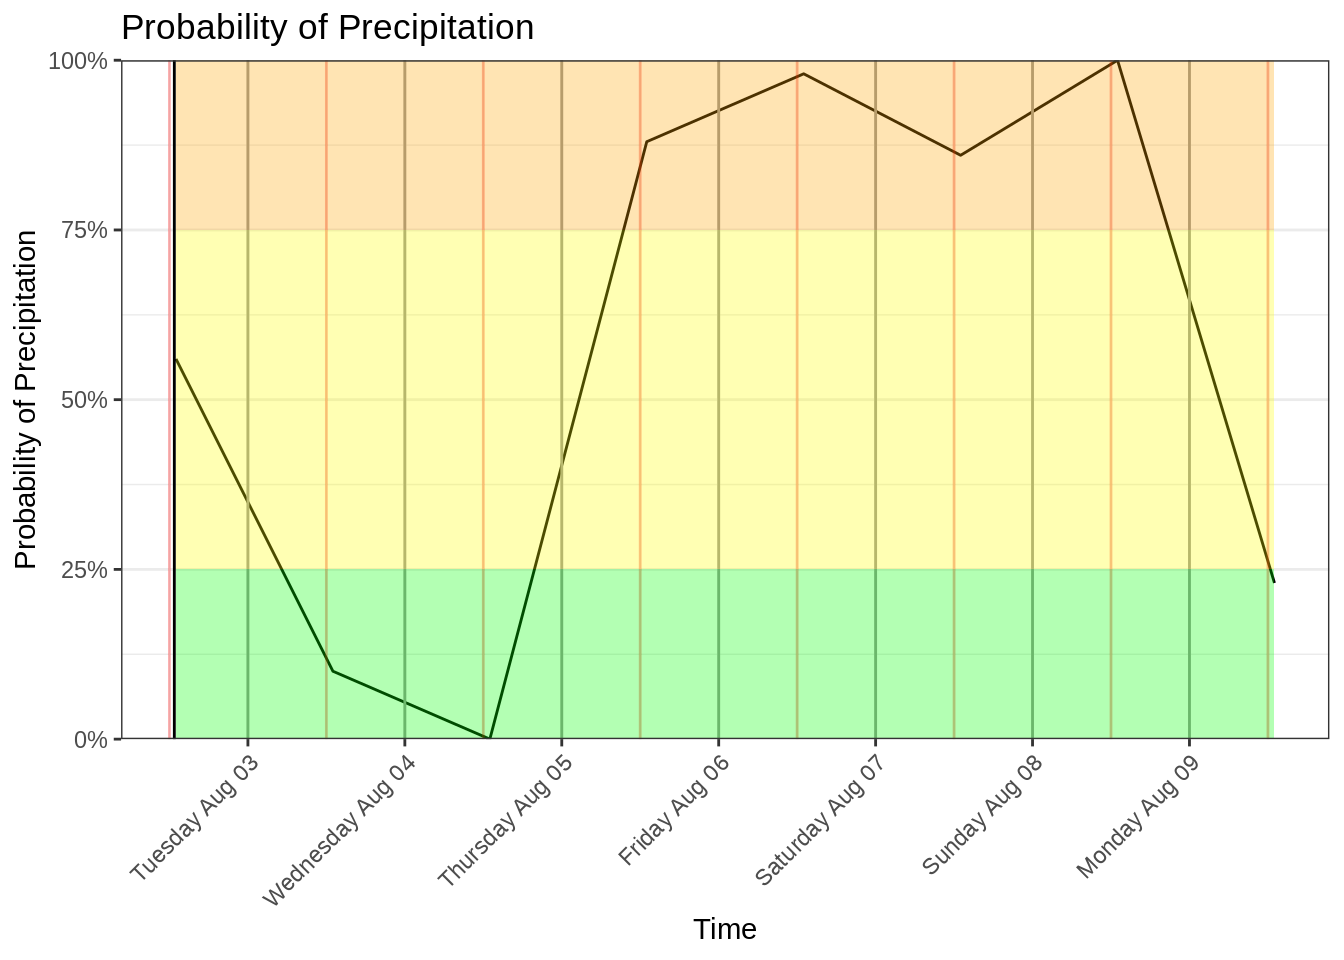 Probability of Precipitation
Probability of Precipitation
100%
75%
50%
25%
0%
Tuesday Aug 03
Wednesday Aug 04
Thursday Aug 05
Friday Aug 06
Saturday Aug 07
Sunday Aug 08
Monday Aug 09
Time